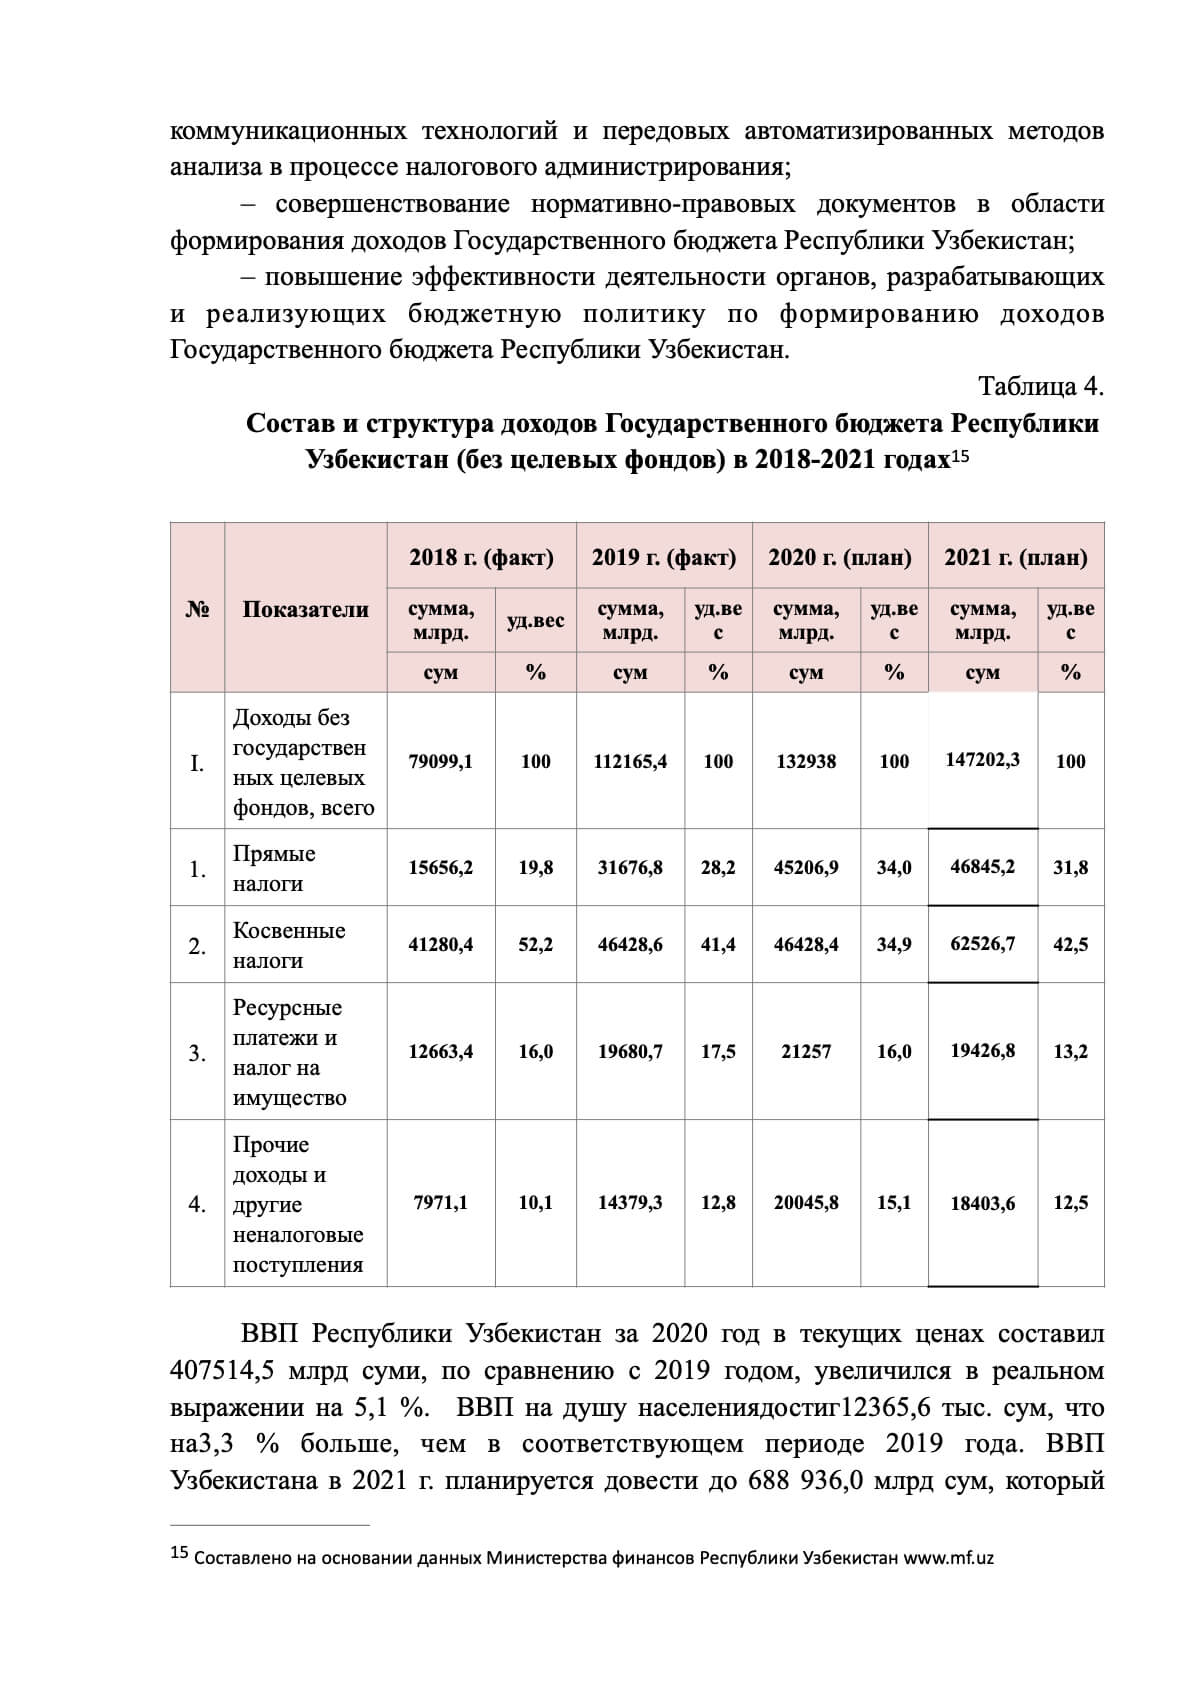 коммуникационных технологий и передовых автоматизированных методов
анализа в процессе налогового администрирования;
– совершенствование нормативно-правовых документов в области
формирования доходов Государственного бюджета Республики Узбекистан;
– повышение эффективности деятельности органов, разрабатывающих
и реализующих бюджетную политику по формированию доходов
Государственного бюджета Республики Узбекистан.
Таблица 4.
Состав и структура доходов Государственного бюджета Республики
Узбекистан (без целевых фондов) в 2018-2021 годах15
№ Показатели 2018 г. (факт) 2019 г. (факт) 2020 г. (план) 2021 г. (план)
сумма, млрд. уд.вес сумма, млрд. уд.вес сумма, млрд. уд.вес сумма, млрд. уд.вес
сум % сум % сум % сум %
I. Доходы без государственных целевых фондов, всего 79099,1 100 112165,4 100 132938 100 147202,3 100
1. Прямые налоги 15656,2 19,8 31676,8 28,2 45206,9 34,0 46845,2 31,8
2. Косвенные налоги 41280,4 52,2 46428,6 41,4 46428,4 34,9 62526,7 42,5
3. Ресурсные платежи и налог на имущество 12663,4 16,0 19680,7 17,5 21257 16,0 19426,8 13,2
4. Прочие доходы и другие неналоговые поступления 7971,1 10,1 14379,3 12,8 20045,8 15,1 18403,6 12,5
ВВП Республики Узбекистан за 2020 год в текущих ценах составил
407514,5 млрд суми, по сравнению с 2019 годом, увеличился в реальном
выражении на 5,1 %. ВВП на душу населениядостиг12365,6 тыс. сум, что
на3,3 % больше, чем в соответствующем периоде 2019 года. ВВП
Узбекистана в 2021 г. планируется довести до 688 936,0 млрд сум, который
15 Составлено на основании данных Министерства финансов Республики Узбекистан www.mf.uz